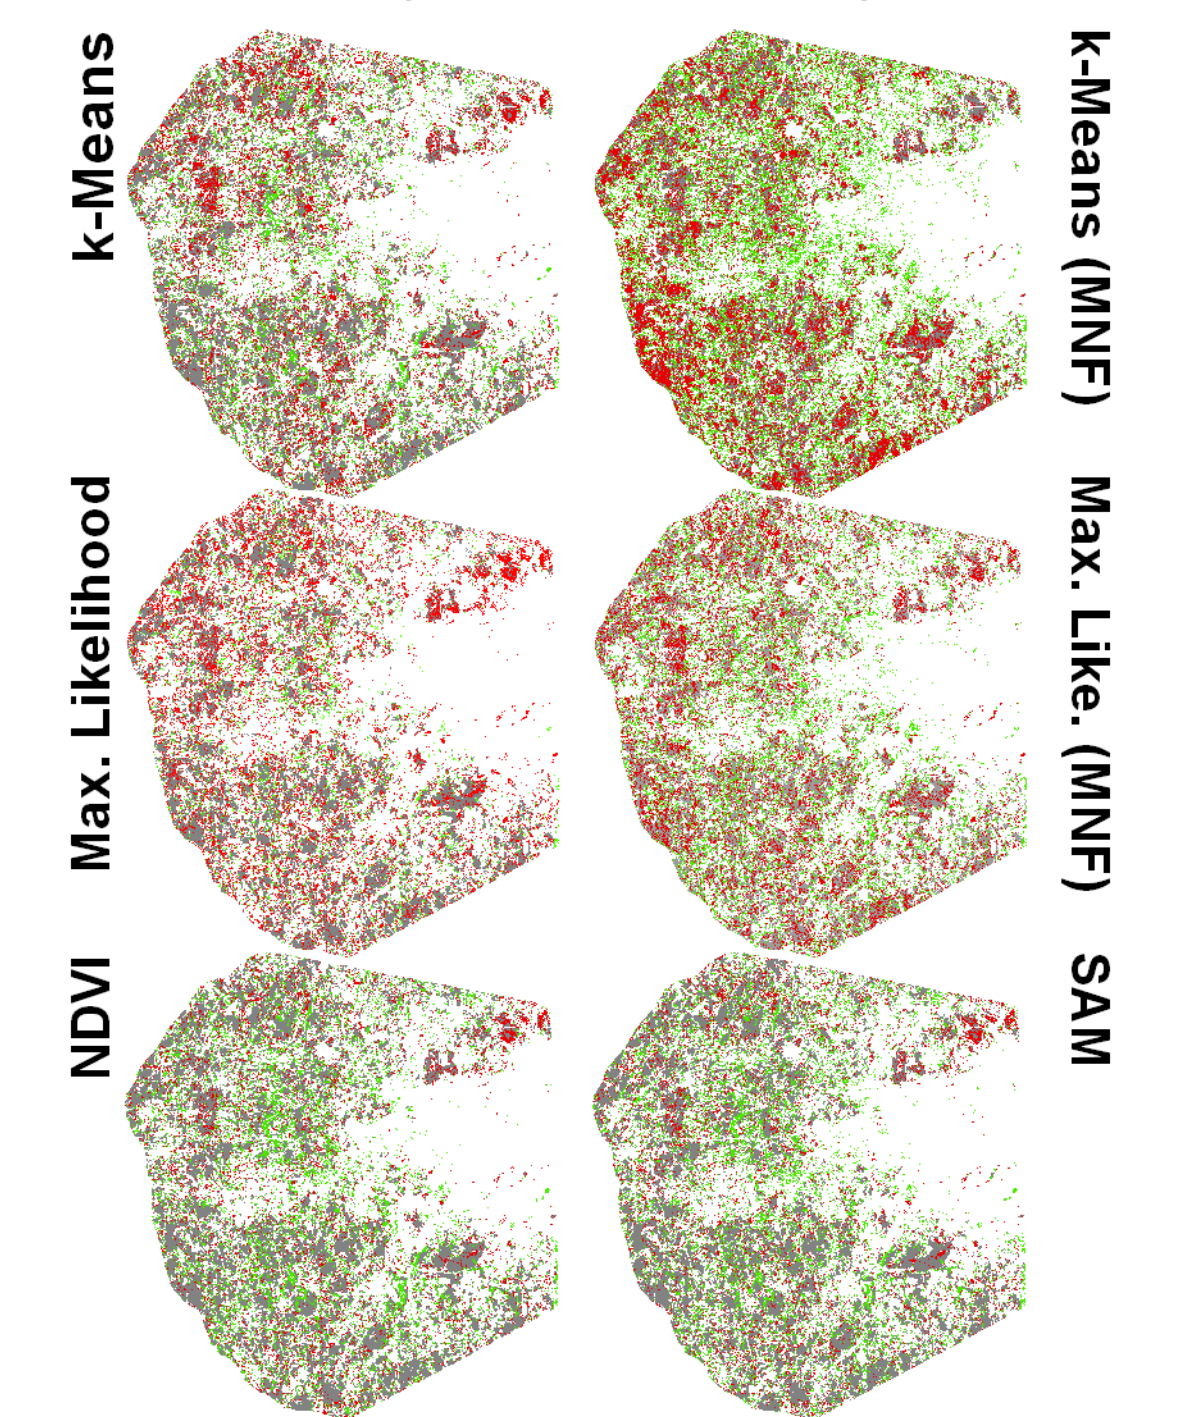 k-Means
k-Means (MNF)
Max. Likelihood
Max. Like. (MNF)
NDVI
SAM